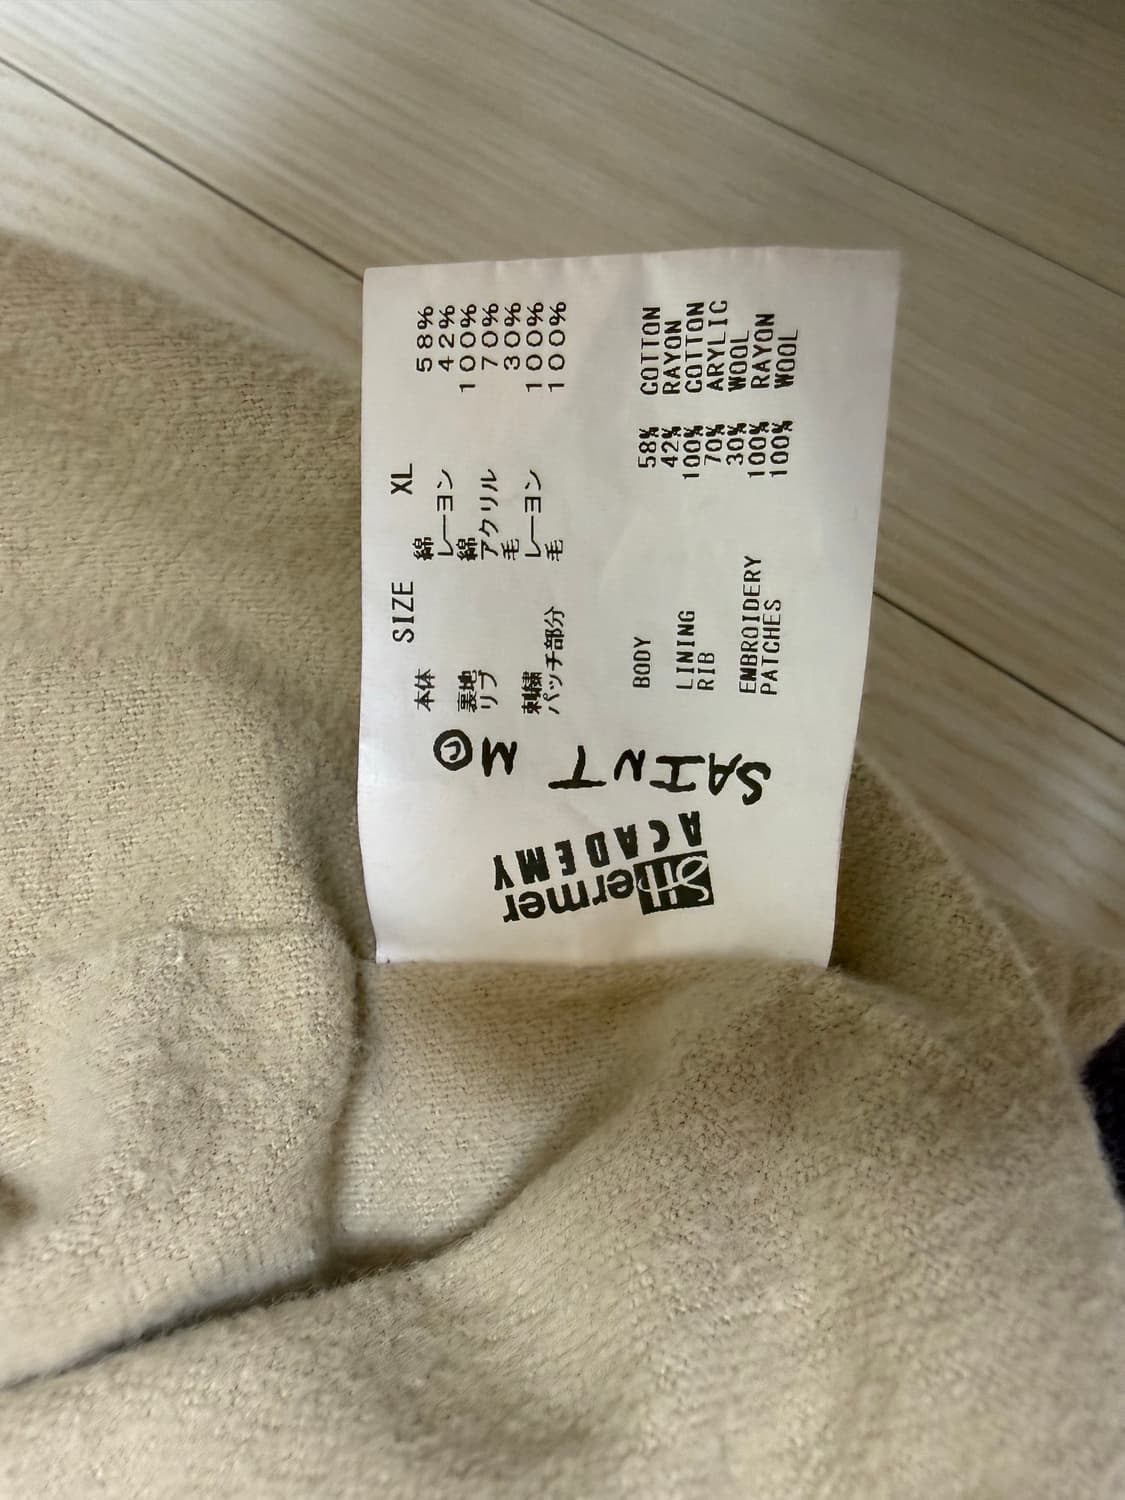 SIZE XL
本体 綿 58%
レーヨン 42%
裏地 綿 100%
リブ アクリル 70%
毛 30%
刺繍 レーヨン 100%
パッチ部分 毛 100%
BODY 58% COTTON
42% RAYON
LINING 100% COTTON
RIB 70% ARYLIC
30% WOOL
EMBROIDERY 100% RAYON
PATCHES 100% WOOL
SAINT M ©
Shermer
ACADEMY